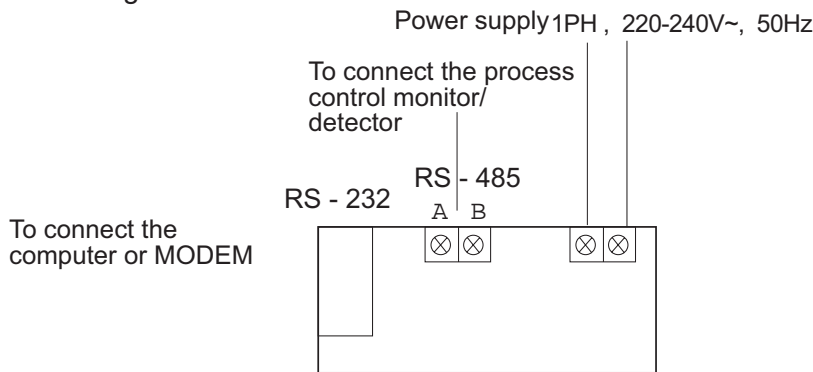 Power supply 1PH , 220-240V~, 50Hz
To connect the process
control monitor/
detector
RS - 485
RS - 232
A B
To connect the
computer or MODEM